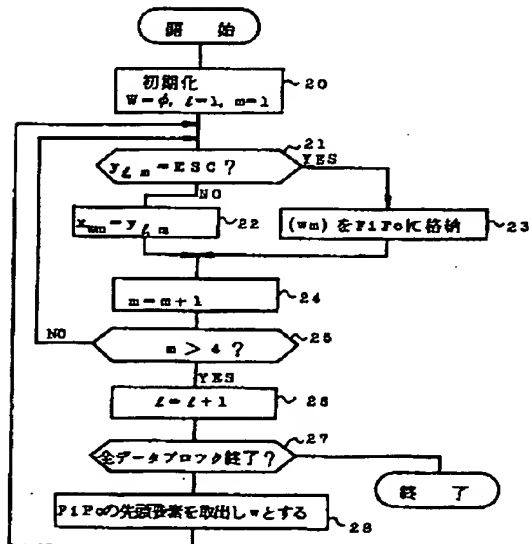 開 始
初期化
W=φ, ℓ=1, m=1
20
21
yℓm=ESC?
YES
NO
xwm=yℓm
22
(wm)をFiFoに格納
23
m=m+1
24
25
NO
m>4?
YES
ℓ=ℓ+1
26
27
全データブロック終了?
終 了
FiFoの先頭要素を取出しwとする
28